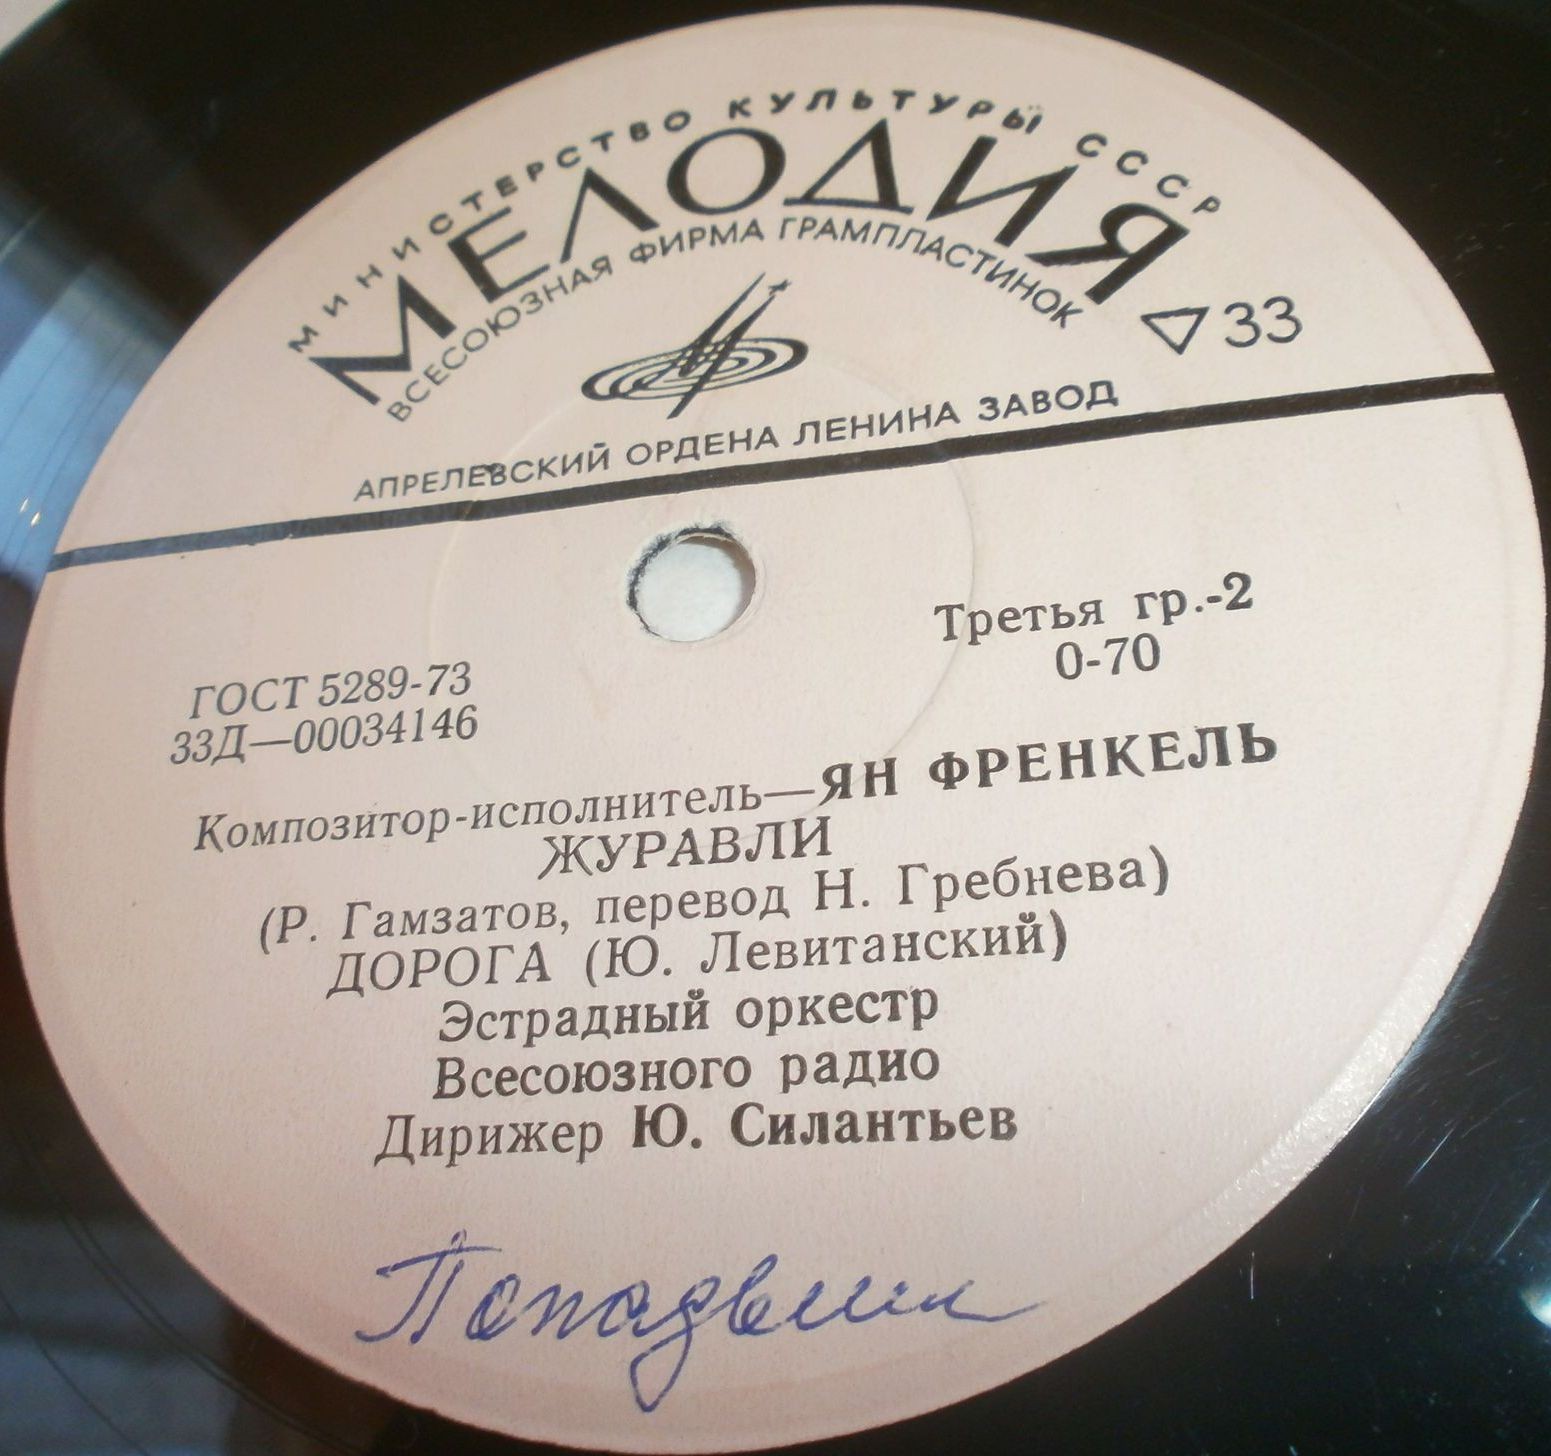 МИНИСТЕРСТВО КУЛЬТУРЫ СССР
МЕЛОДИЯ
ВСЕСОЮЗНАЯ ФИРМА ГРАМПЛАСТИНОК
33
АПРЕЛЕВСКИЙ ОРДЕНА ЛЕНИНА ЗАВОД
Третья гр.-2
0-70
ГОСТ 5289-73
33Д—00034146
Композитор-исполнитель—ЯН ФРЕНКЕЛЬ
ЖУРАВЛИ
(Р. Гамзатов, перевод Н. Гребнева)
ДОРОГА (Ю. Левитанский)
Эстрадный оркестр
Всесоюзного радио
Дирижер Ю. Силантьев